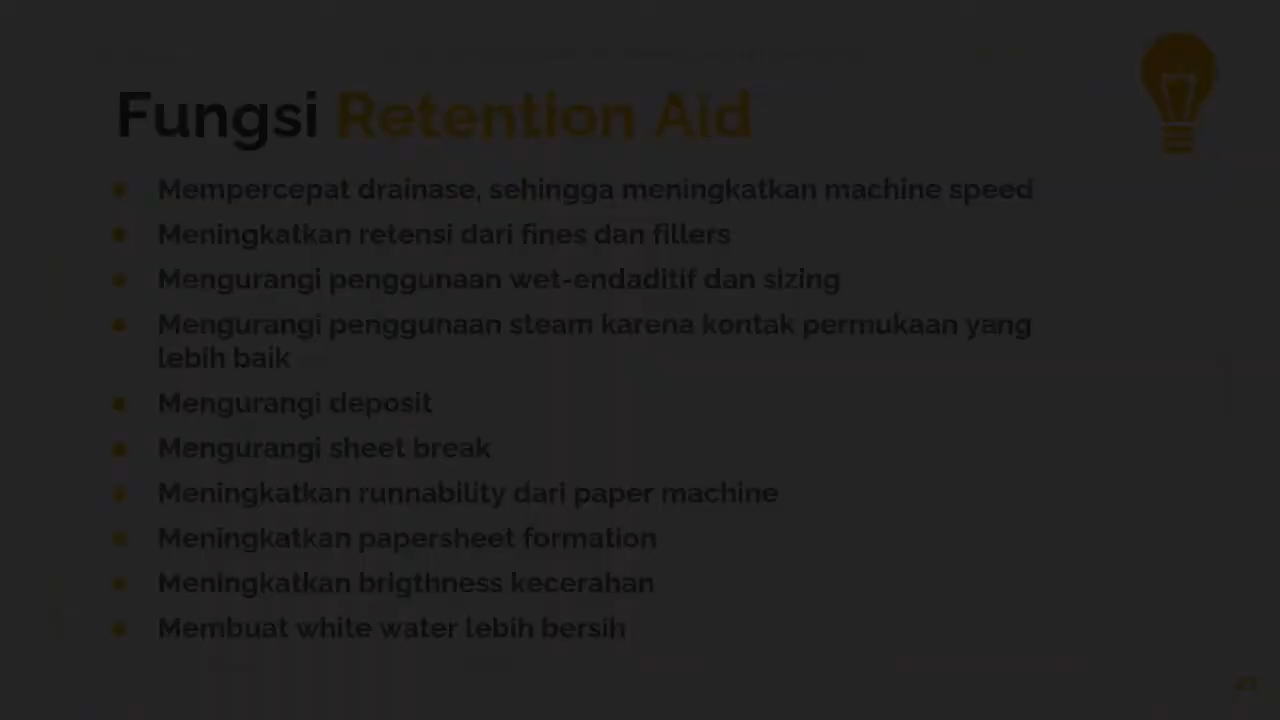 Fungsi Retention Aid
Mempercepat drainase, sehingga meningkatkan machine speed
Meningkatkan retensi dari fines dan fillers
Mengurangi penggunaan wet-endaditif dan sizing
Mengurangi penggunaan steam karena kontak permukaan yang
lebih baik
Mengurangi deposit
Mengurangi sheet break
Meningkatkan runnability dari paper machine
Meningkatkan papersheet formation
Meningkatkan brigthness kecerahan
Membuat white water lebih bersih